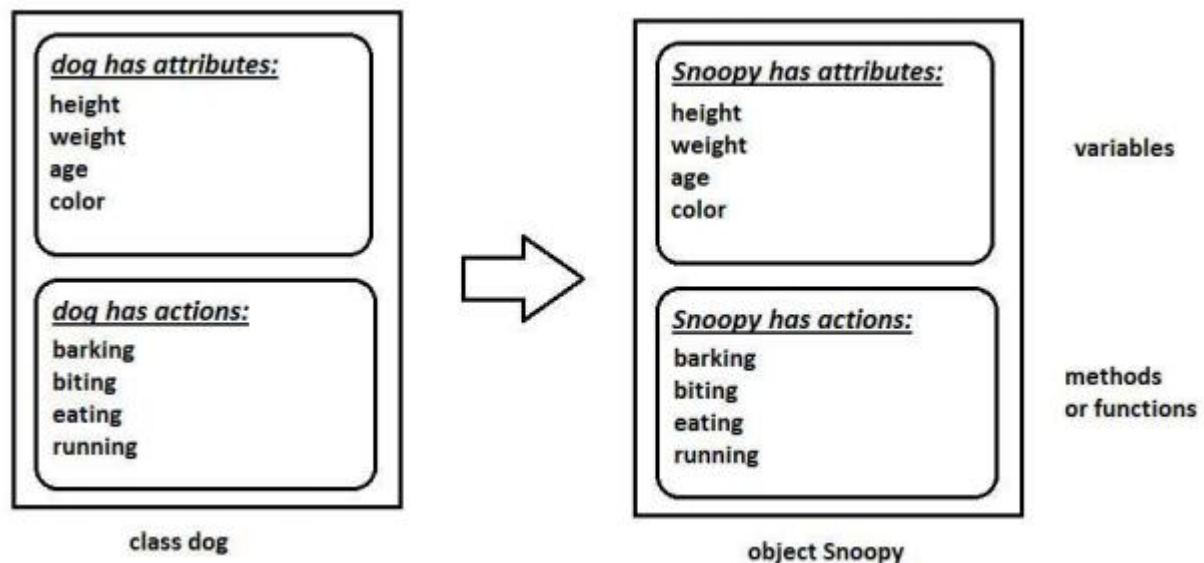 dog has attributes:
height
weight
age
color
dog has actions:
barking
biting
eating
running
class dog
Snoopy has attributes:
height
weight
age
color
variables
Snoopy has actions:
barking
biting
eating
running
methods
or functions
object Snoopy